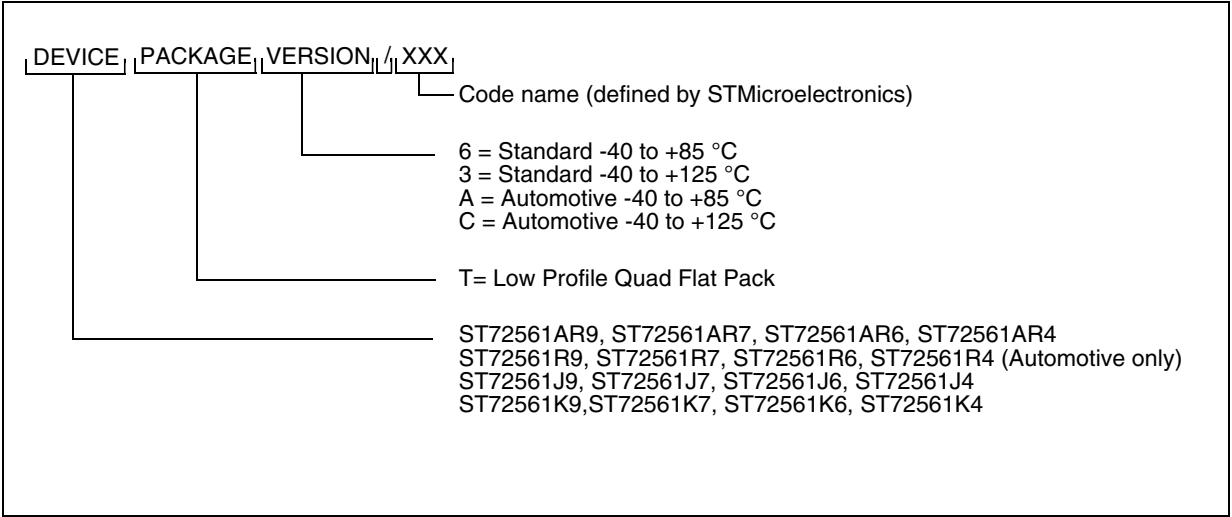 DEVICE PACKAGE VERSION / XXX
Code name (defined by STMicroelectronics)
6 = Standard -40 to +85 °C
3 = Standard -40 to +125 °C
A = Automotive -40 to +85 °C
C = Automotive -40 to +125 °C
T= Low Profile Quad Flat Pack
ST72561AR9, ST72561AR7, ST72561AR6, ST72561AR4
ST72561R9, ST72561R7, ST72561R6, ST72561R4 (Automotive only)
ST72561J9, ST72561J7, ST72561J6, ST72561J4
ST72561K9,ST72561K7, ST72561K6, ST72561K4